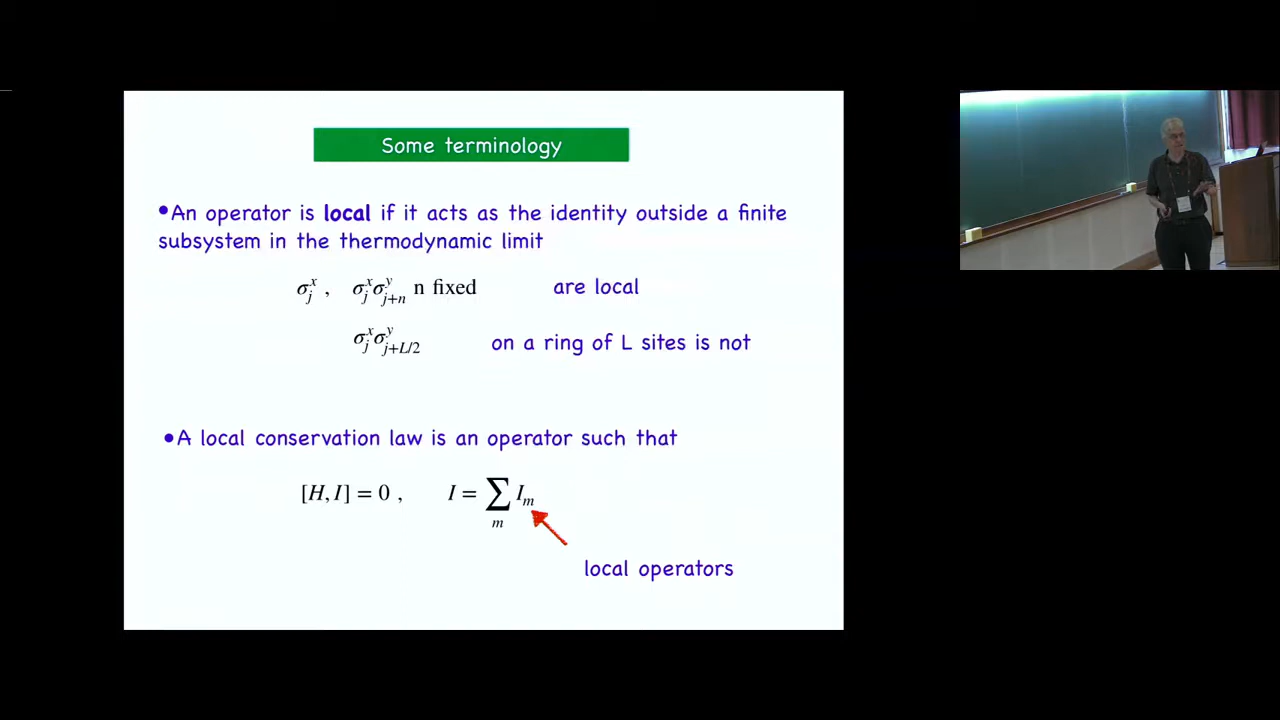 Some terminology
•An operator is local if it acts as the identity outside a finite
subsystem in the thermodynamic limit
σ_j^x , σ_j^x σ_{j+n}^y n fixed are local
σ_j^x σ_{j+L/2}^y on a ring of L sites is not
•A local conservation law is an operator such that
[H, I] = 0 , I = ∑_m I_m
local operators